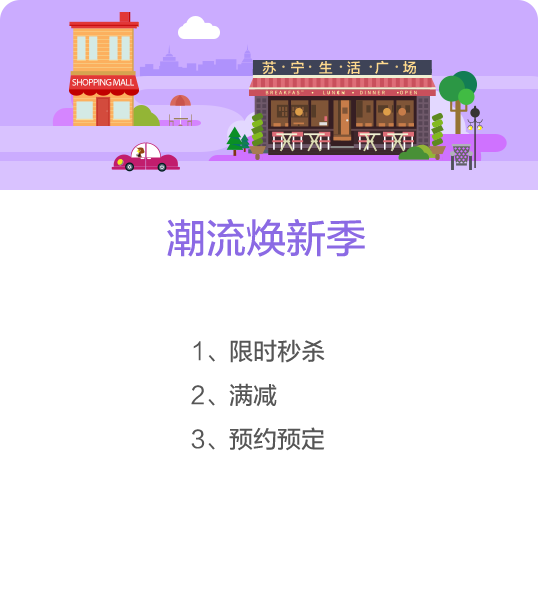 苏·宁·生·活·广·场
SHOPPING MALL
BREAKFAST • LUNEW • DINNER •OPEN
潮流焕新季
1、限时秒杀
2、满减
3、预约预定